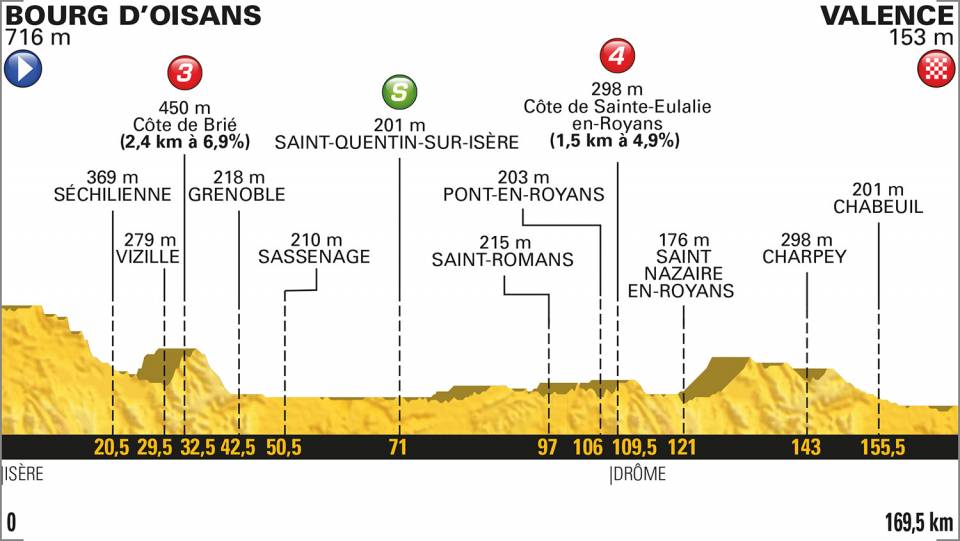 BOURG D'OISANS
716 m
VALENCE
153 m
3
450 m
Côte de Brié
(2,4 km à 6,9%)
S
201 m
SAINT-QUENTIN-SUR-ISÈRE
4
298 m
Côte de Sainte-Eulalie
en-Royans
(1,5 km à 4,9%)
369 m
SÉCHILIENNE
218 m
GRENOBLE
203 m
PONT-EN-ROYANS
201 m
CHABEUIL
279 m
VIZILLE
210 m
SASSENAGE
215 m
SAINT-ROMANS
176 m
SAINT
NAZAIRE
EN-ROYANS
298 m
CHARPEY
20,5 29,5 32,5 42,5 50,5 71 97 106 109,5 121 143 155,5
ISÈRE
DRÔME
0
169,5 km